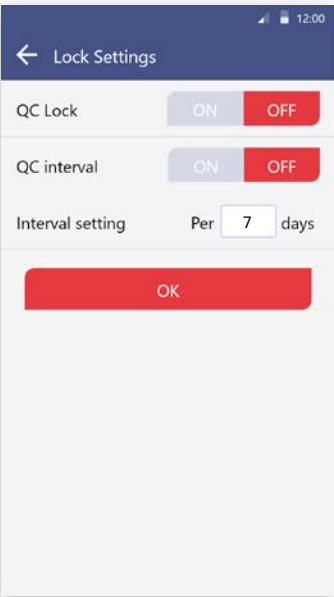 12:00
Lock Settings
QC Lock ON OFF
QC interval ON OFF
Interval setting Per 7 days
OK